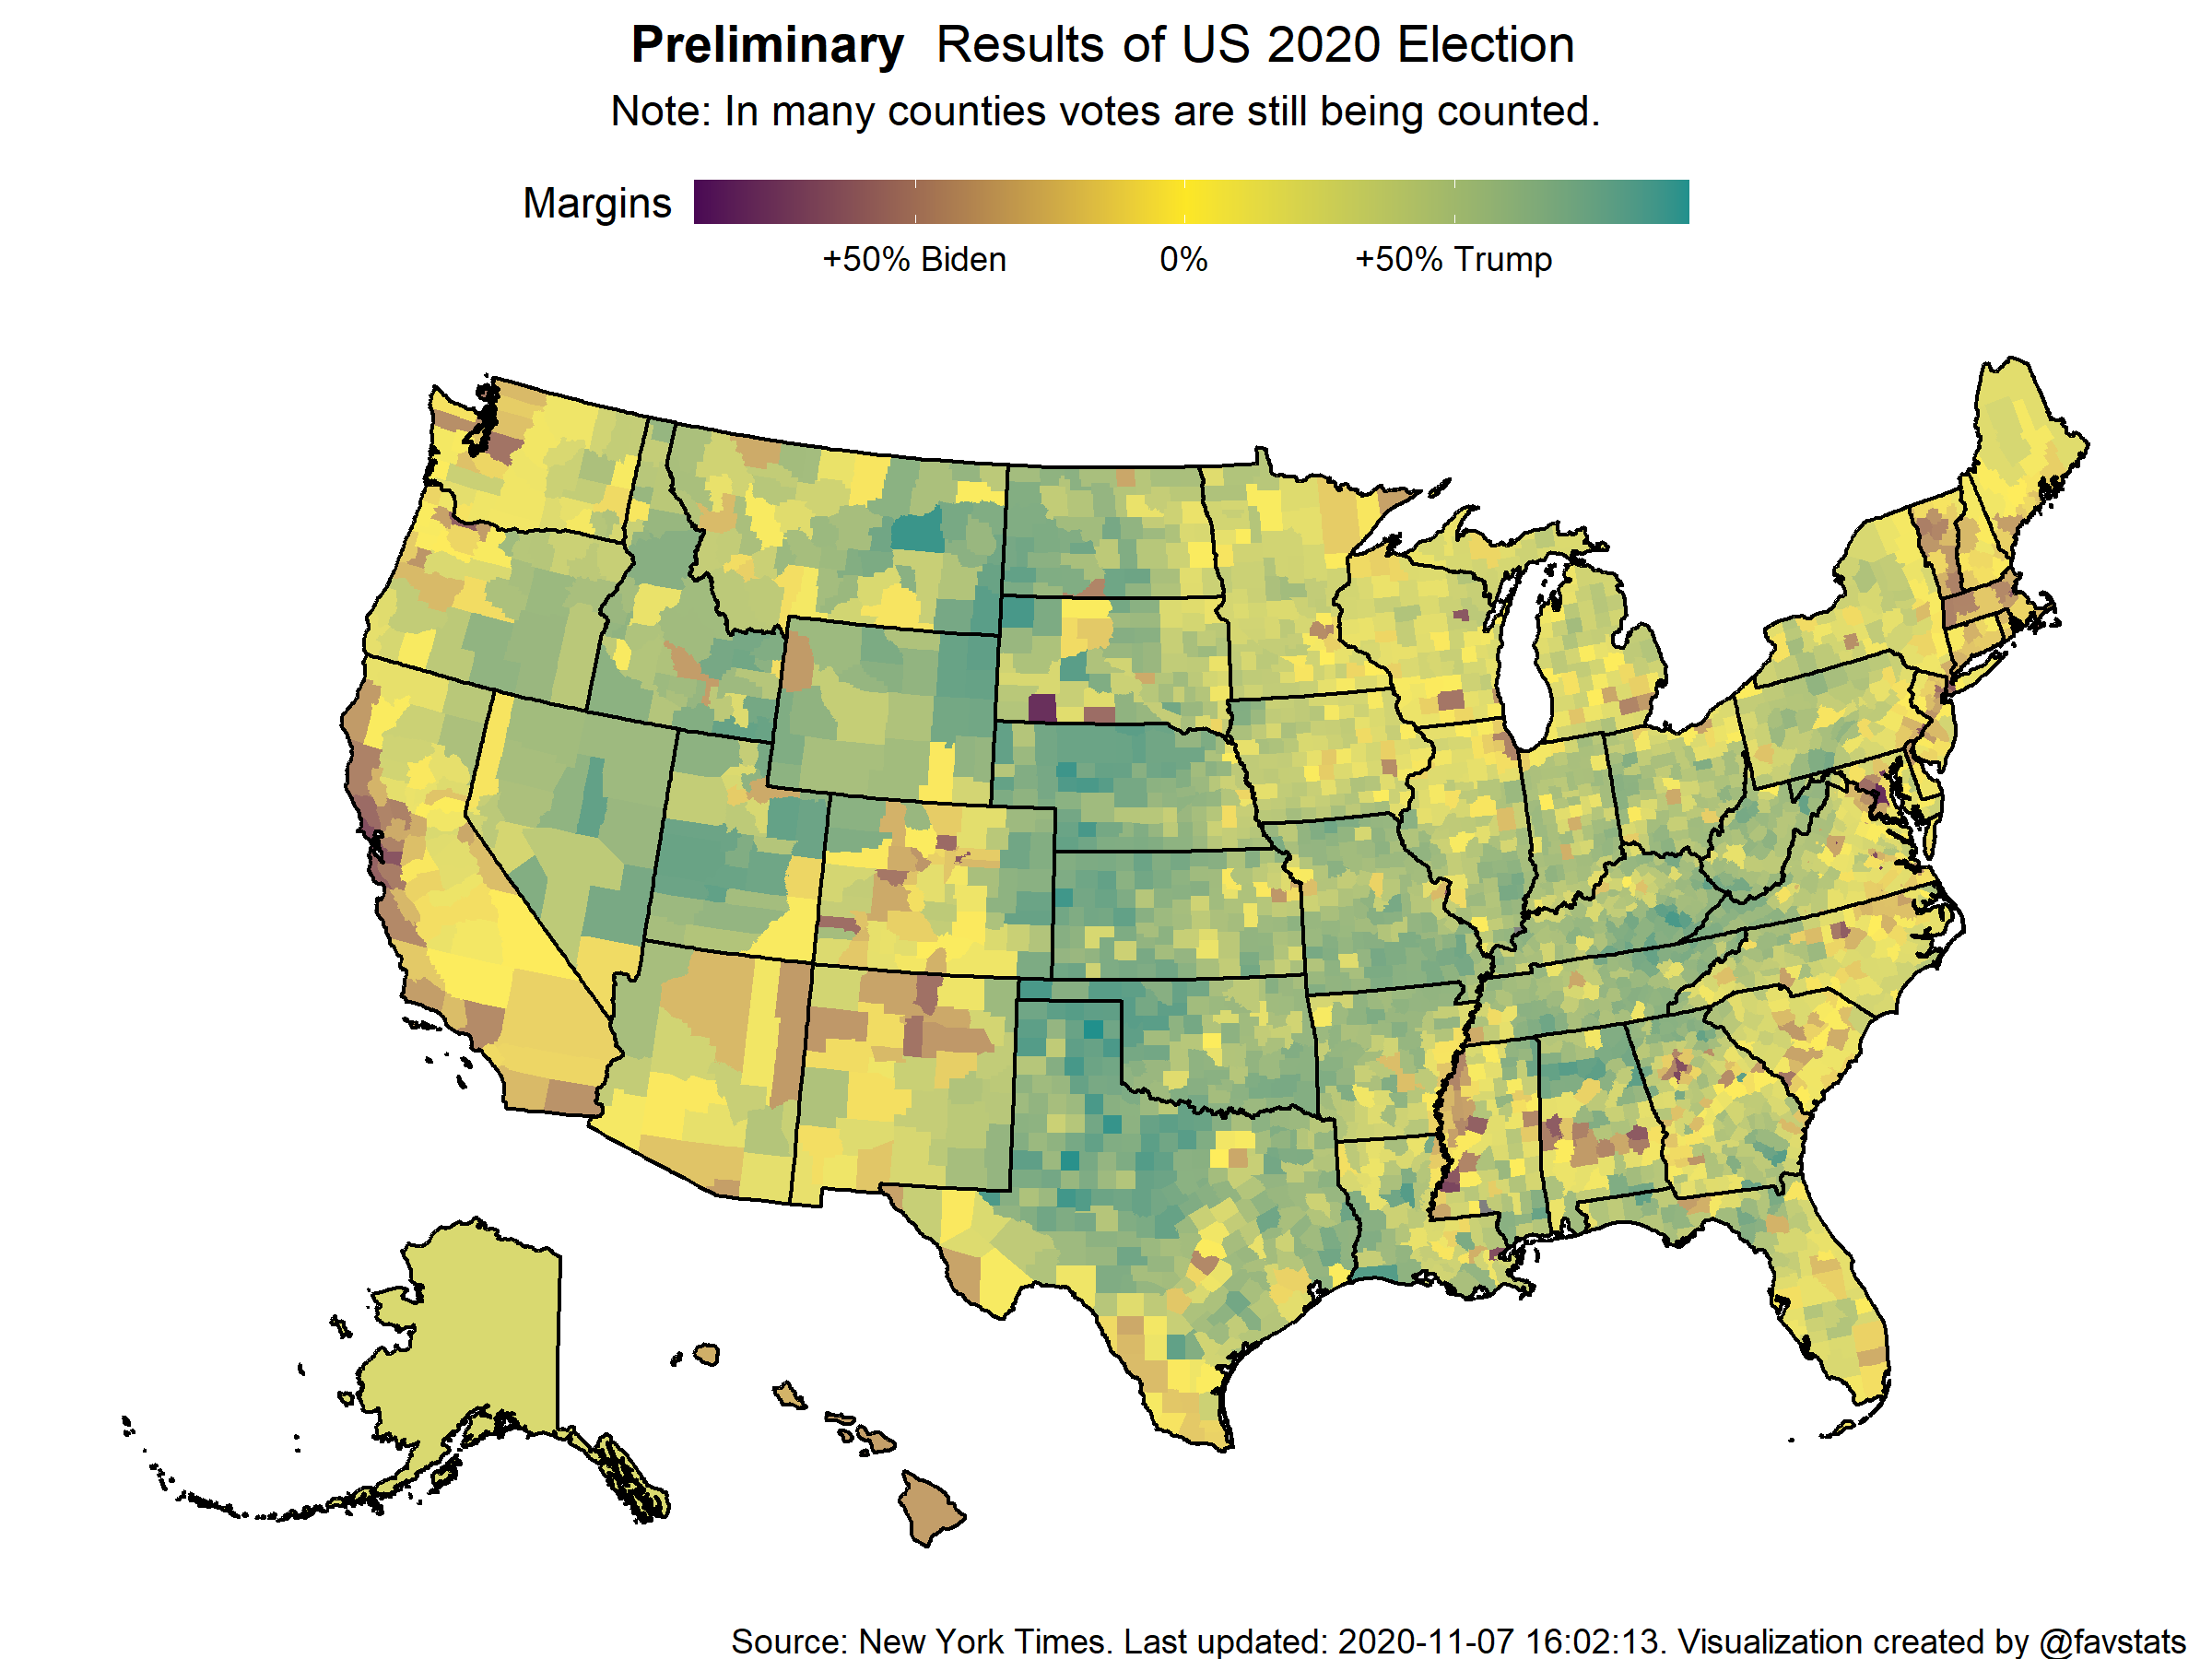 Preliminary Results of US 2020 Election
Note: In many counties votes are still being counted.
Margins
+50% Biden 0% +50% Trump
Source: New York Times. Last updated: 2020-11-07 16:02:13. Visualization created by @favstats